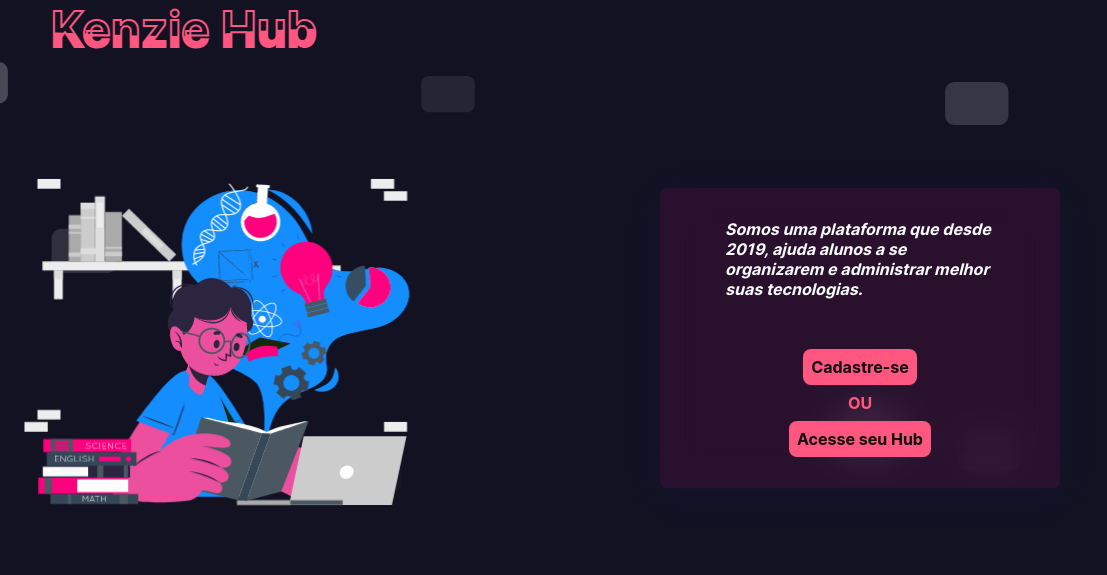 Kenzie Hub
Somos uma plataforma que desde
2019, ajuda alunos a se
organizarem e administrar melhor
suas tecnologias.
Cadastre-se
OU
Acesse seu Hub
SCIENCE
ENGLISH
MATH